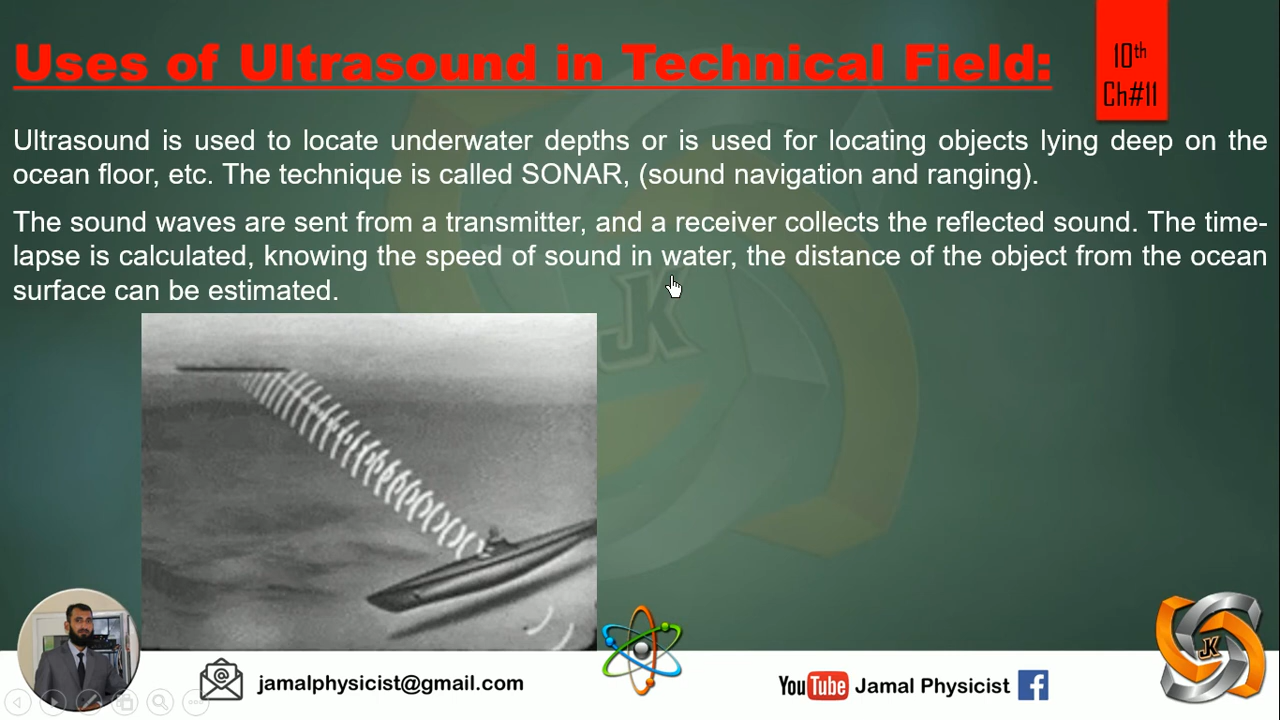 Uses of Ultrasound in Technical Field:
10th
Ch#11
Ultrasound is used to locate underwater depths or is used for locating objects lying deep on the
ocean floor, etc. The technique is called SONAR, (sound navigation and ranging).
The sound waves are sent from a transmitter, and a receiver collects the reflected sound. The time-
lapse is calculated, knowing the speed of sound in water, the distance of the object from the ocean
surface can be estimated.
JK
jamalphysicist@gmail.com
YouTube Jamal Physicist f
JK